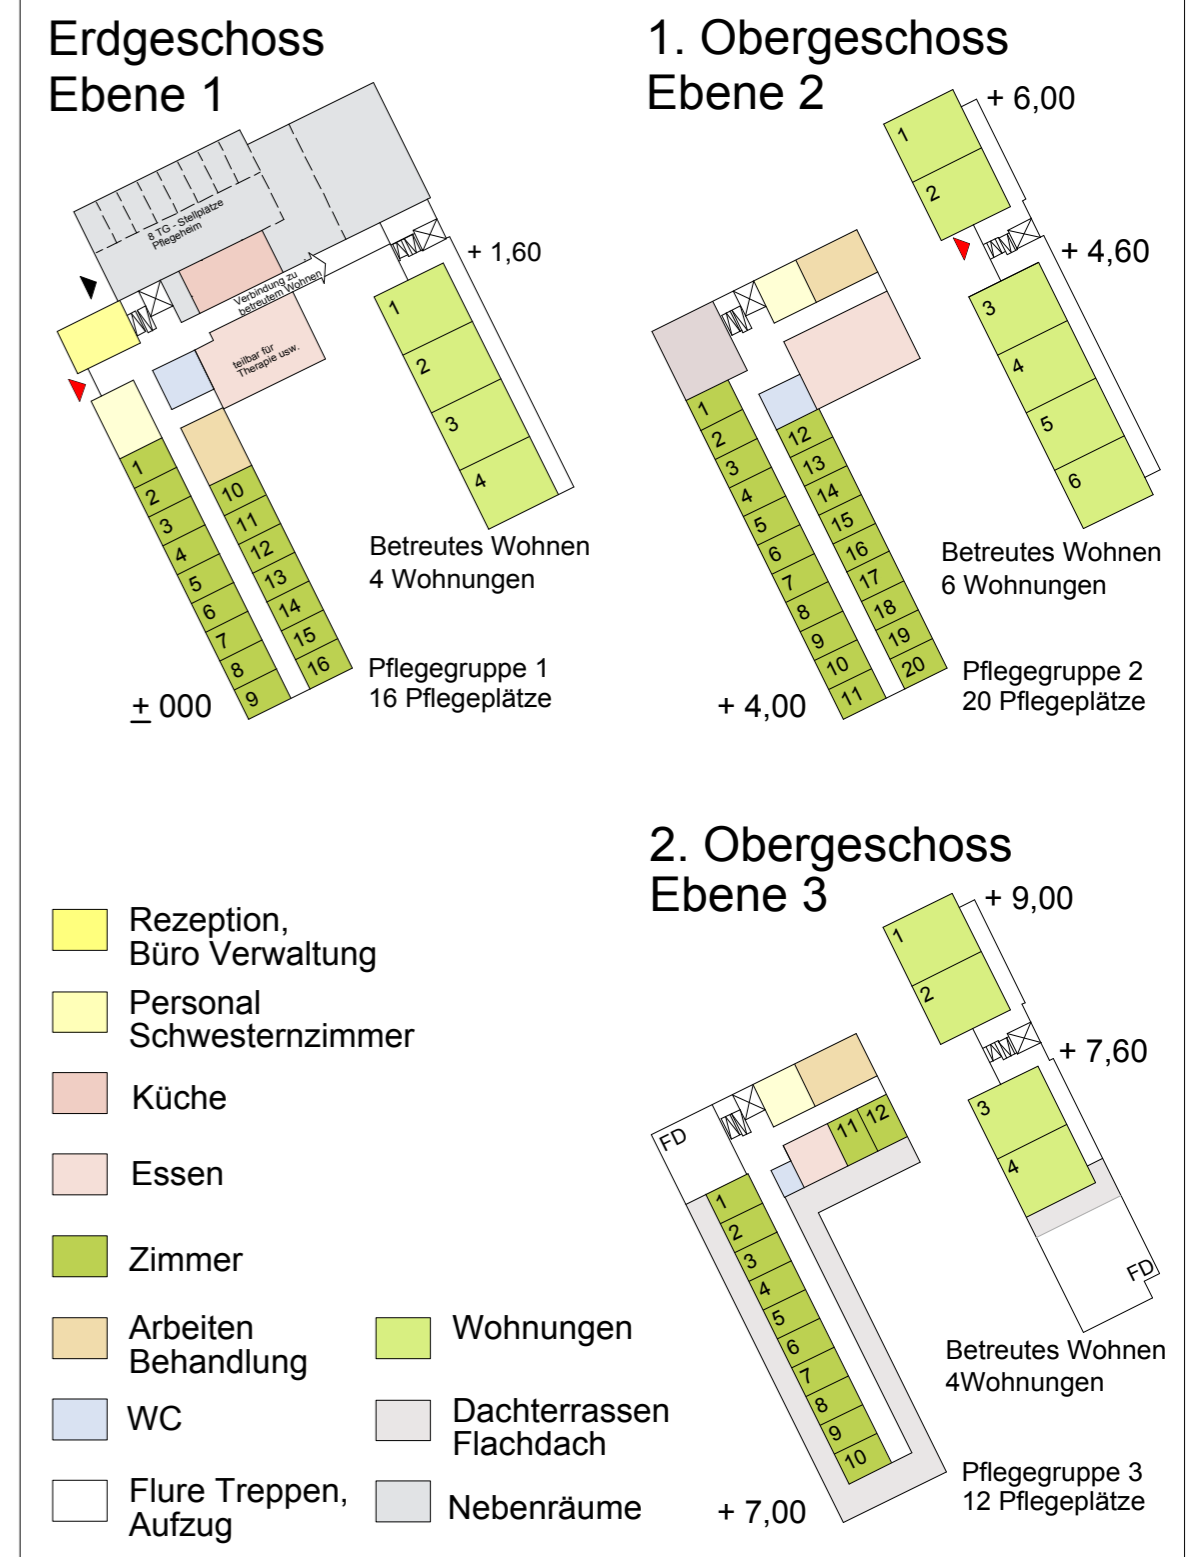 Erdgeschoss
Ebene 1
8 TG - Stellplätze
Pflegeheim
Verbindung zu
betreutem Wohnen
teilbar für
Therapie usw.
+ 1,60
1
2
3
4
1
2
3
4
5
6
7
8
9
10
11
12
13
14
15
16
Betreutes Wohnen
4 Wohnungen
Pflegegruppe 1
16 Pflegeplätze
± 000
1. Obergeschoss
Ebene 2
+ 6,00
1
2
+ 4,60
3
4
5
6
1
2
3
4
5
6
7
8
9
10
11
12
13
14
15
16
17
18
19
20
Betreutes Wohnen
6 Wohnungen
Pflegegruppe 2
20 Pflegeplätze
+ 4,00
2. Obergeschoss
Ebene 3
+ 9,00
1
2
+ 7,60
3
4
FD
FD
11
12
1
2
3
4
5
6
7
8
9
10
Betreutes Wohnen
4Wohnungen
Pflegegruppe 3
12 Pflegeplätze
+ 7,00
Rezeption,
Büro Verwaltung
Personal
Schwesternzimmer
Küche
Essen
Zimmer
Arbeiten
Behandlung
WC
Flure Treppen,
Aufzug
Wohnungen
Dachterrassen
Flachdach
Nebenräume